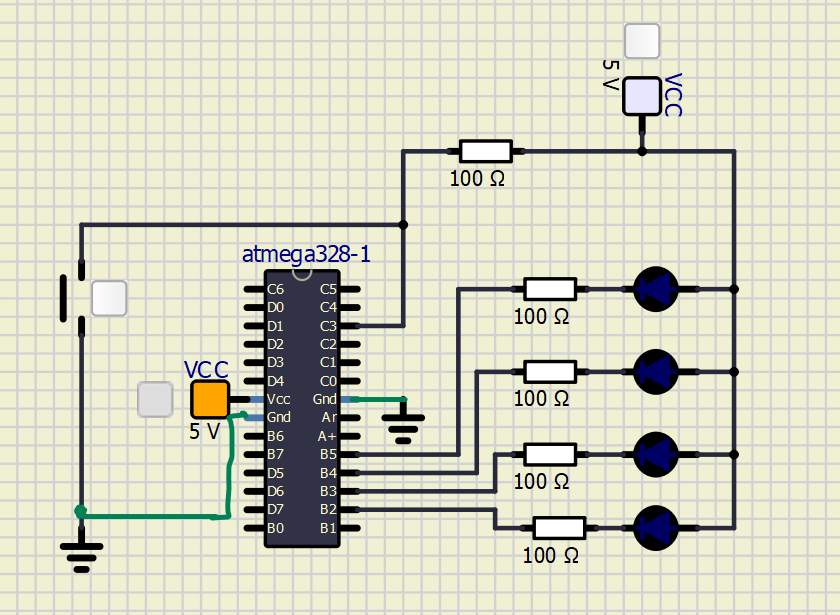 5 V
VCC
100 Ω
atmega328-1
C6 C5
D0 C4
D1 C3
D2 C2
D3 C1
D4 C0
VCC
Vcc Gnd
Gnd Ar
5 V
B6 A+
B7 B5
D5 B4
D6 B3
D7 B2
B0 B1
100 Ω
100 Ω
100 Ω
100 Ω